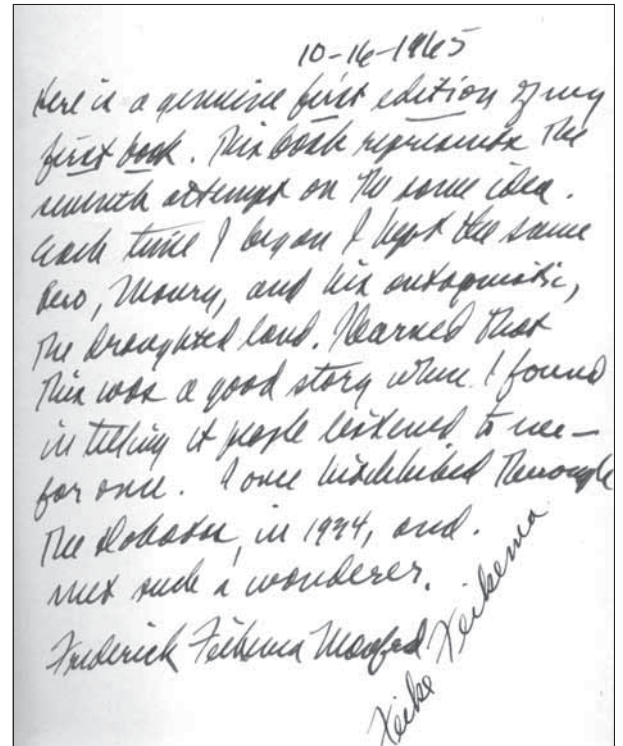 10-16-1965
Here is a genuine first edition of my
first book. This book represents the
seventh attempt on the same idea.
Each time I began I kept the same
hero, Maury, and his antagonistic,
the droughted land. I learned that
this was a good story when I found
in telling it people listened to me—
for once. I once hitchhiked through
the Dakotas, in 1934, and.
met such a wanderer.
Frederick Feikema Manfred
Feike Feikema